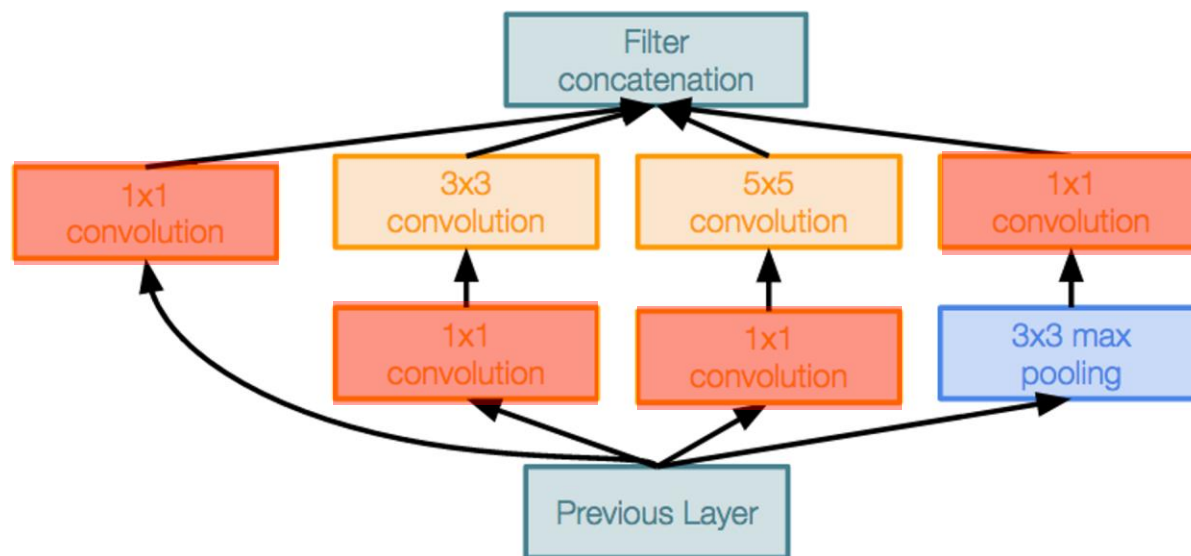 Filter
concatenation
1x1
convolution
3x3
convolution
5x5
convolution
1x1
convolution
1x1
convolution
1x1
convolution
3x3 max
pooling
Previous Layer